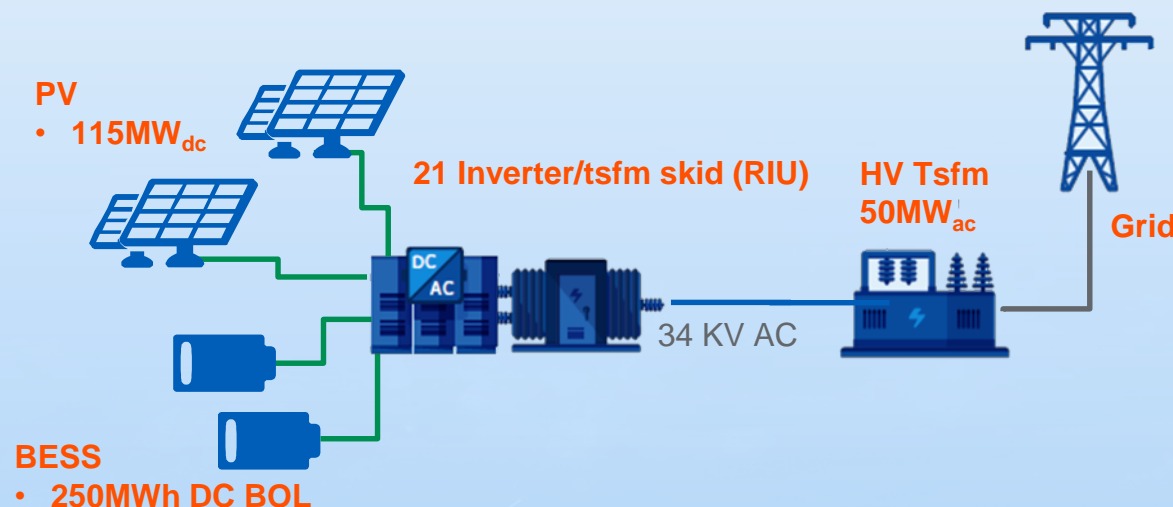 PV
• 115MWdc
21 Inverter/tsfm skid (RIU)
HV Tsfm
50MWac
Grid
DC
AC
34 KV AC
BESS
• 250MWh DC BOL